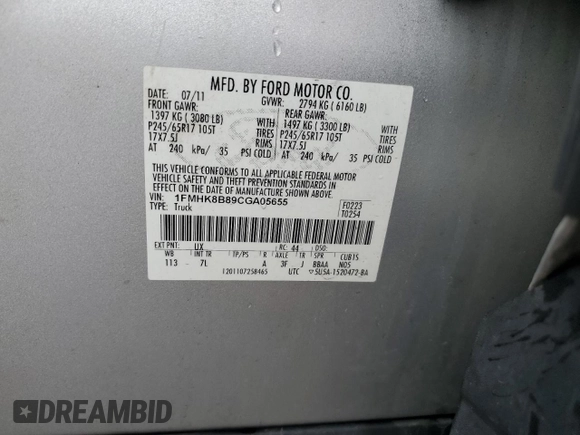 MFD. BY FORD MOTOR CO.
DATE: 07/11 GVWR: 2794 KG ( 6160 LB)
FRONT GAWR: REAR GAWR:
1397 KG ( 3080 LB) WITH 1497 KG ( 3300 LB) WITH
P245/65R17 105T TIRES P245/65R17 105T TIRES
17X7.5J RIMS 17X7.5J RIMS
AT 240 kPa/ 35 PSI COLD AT 240 kPa/ 35 PSI COLD
THIS VEHICLE CONFORMS TO ALL APPLICABLE FEDERAL MOTOR
VEHICLE SAFETY AND THEFT PREVENTION STANDARDS IN
EFFECT ON THE DATE OF MANUFACTURE SHOWN ABOVE.
VIN: 1FMHK8B89CGA05655 F0223
TYPE: Truck T0254
EXT PNT: UX RC: 44 DSO:
WB INT TR TP/PS R AXLE TR SPR CUB15
113 7L A 3F J BBAA N05
1201107258465 UTC ▽5U5A-1520472-BA
DREAMBID